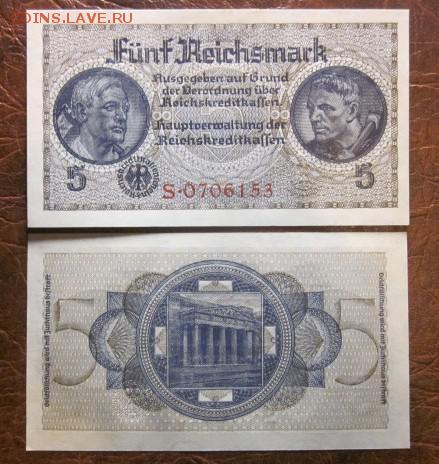 COINS.LAVE.RU
Fünf Reichsmark
Ausgegeben auf Grund
der Verordnung über
Reichskreditkassen
Hauptverwaltung der
Reichskreditkassen
5 S·0706153 5
5 5